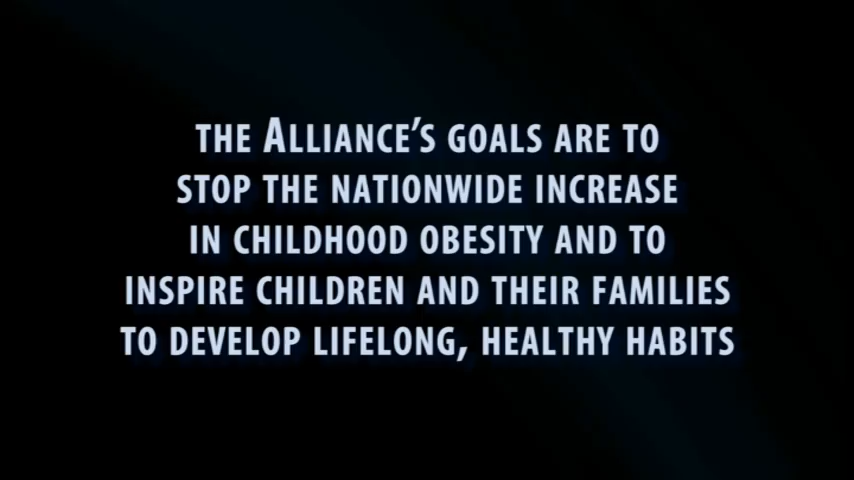 THE ALLIANCE'S GOALS ARE TO
STOP THE NATIONWIDE INCREASE
IN CHILDHOOD OBESITY AND TO
INSPIRE CHILDREN AND THEIR FAMILIES
TO DEVELOP LIFELONG, HEALTHY HABITS